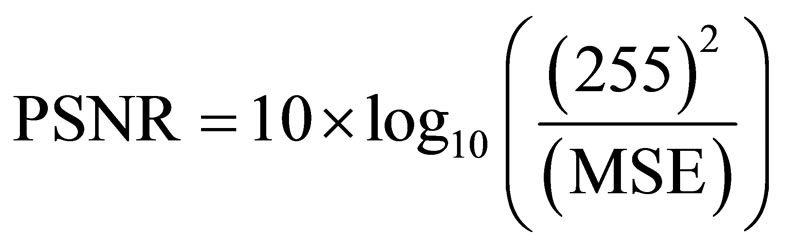 PSNR = 10 × log₁₀ ( (255)² / (MSE) )